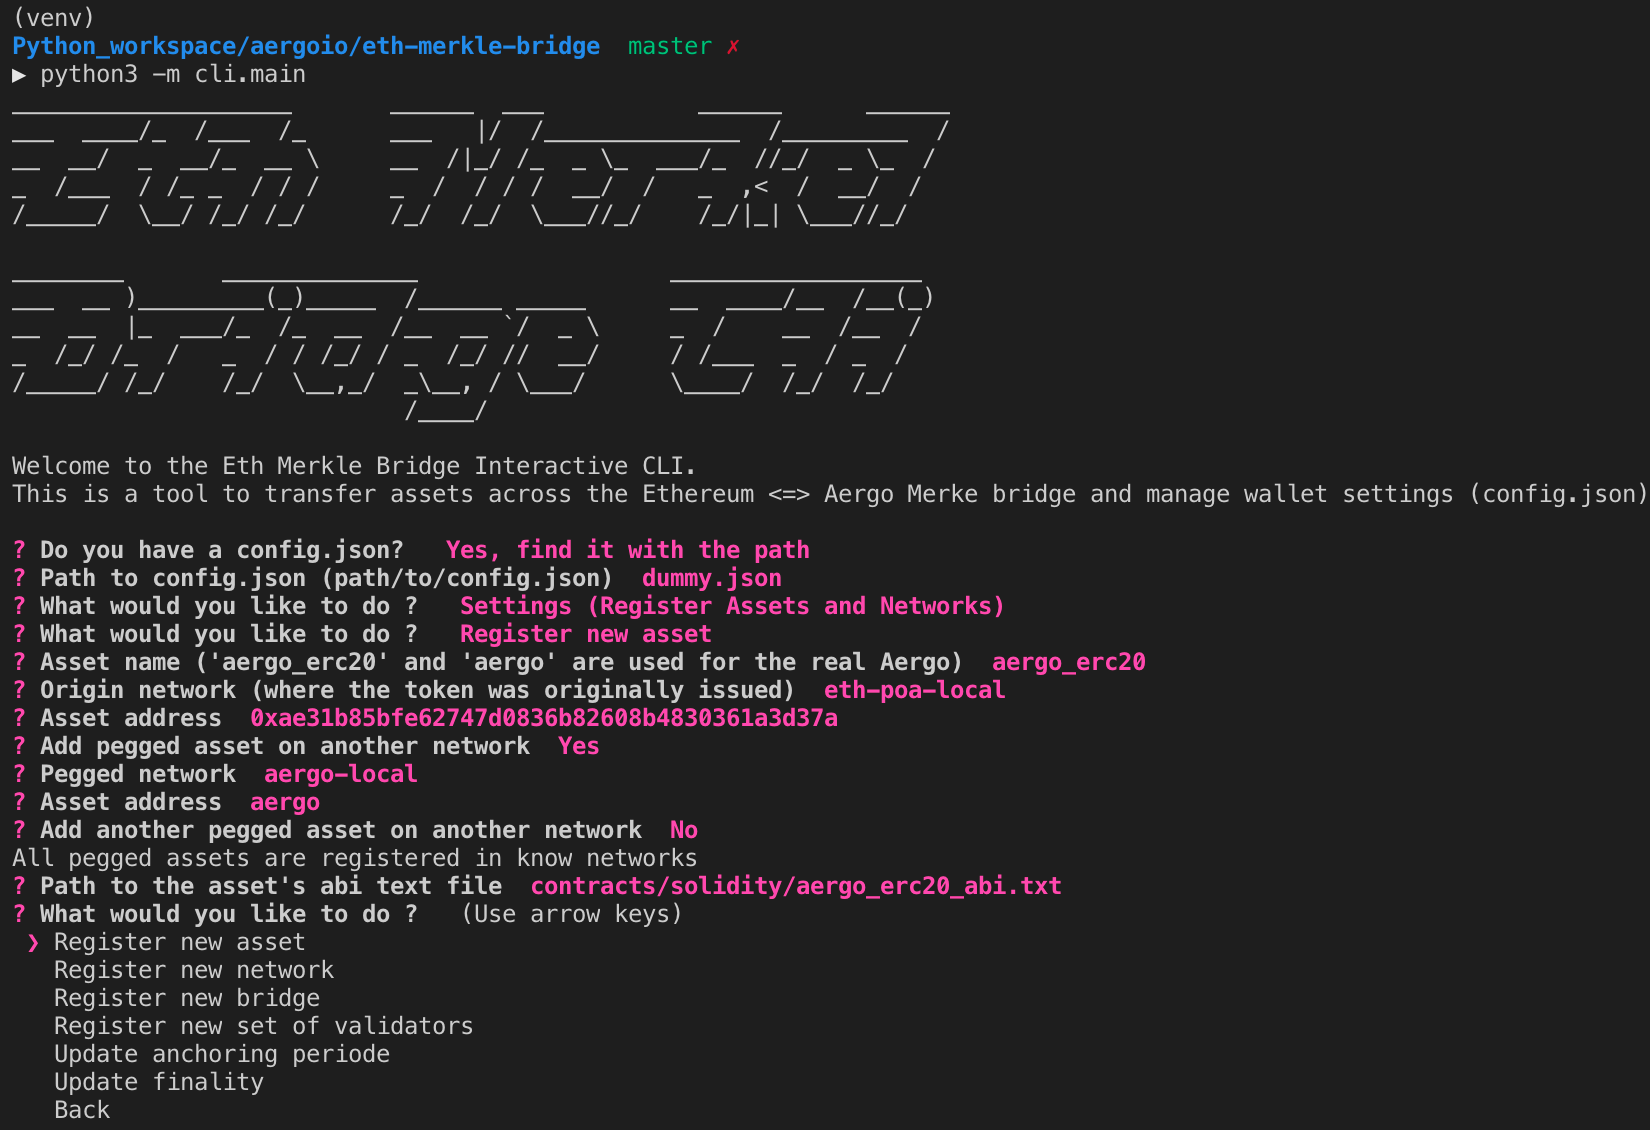 (venv)
Python_workspace/aergoio/eth-merkle-bridge  master ✗
▶ python3 -m cli.main
Eth Merkel
Bridge Cli
Welcome to the Eth Merkle Bridge Interactive CLI.
This is a tool to transfer assets across the Ethereum <=> Aergo Merke bridge and manage wallet settings (config.json)
? Do you have a config.json?   Yes, find it with the path
? Path to config.json (path/to/config.json)  dummy.json
? What would you like to do ?   Settings (Register Assets and Networks)
? What would you like to do ?   Register new asset
? Asset name ('aergo_erc20' and 'aergo' are used for the real Aergo)  aergo_erc20
? Origin network (where the token was originally issued)  eth-poa-local
? Asset address  0xae31b85bfe62747d0836b82608b4830361a3d37a
? Add pegged asset on another network  Yes
? Pegged network  aergo-local
? Asset address  aergo
? Add another pegged asset on another network  No
All pegged assets are registered in know networks
? Path to the asset's abi text file  contracts/solidity/aergo_erc20_abi.txt
? What would you like to do ?   (Use arrow keys)
❯ Register new asset
Register new network
Register new bridge
Register new set of validators
Update anchoring periode
Update finality
Back